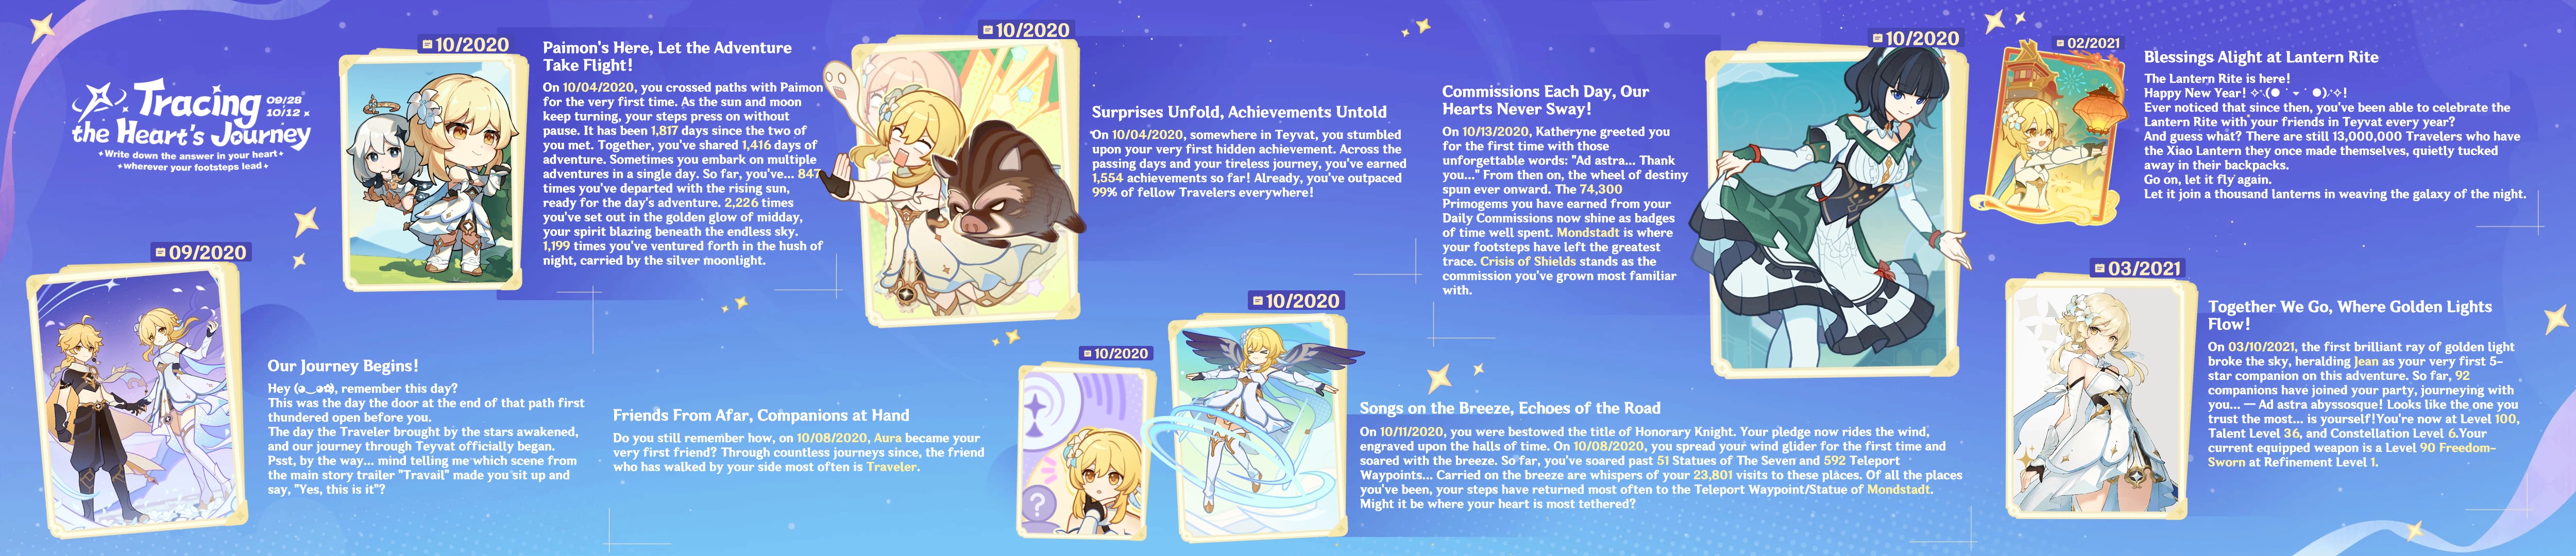 Tracing
the Heart's Journey
09/28
10/12
Write down the answer in your heart
wherever your footsteps lead
09/2020
Our Journey Begins!
Hey (◕‿◕✿), remember this day?
This was the day the door at the end of that path first
thundered open before you.
The day the Traveler brought by the stars awakened,
and our journey through Teyvat officially began.
Psst, by the way... mind telling me which scene from
the main story trailer "Travail" made you sit up and
say, "Yes, this is it"?
10/2020
Paimon's Here, Let the Adventure
Take Flight!
On 10/04/2020, you crossed paths with Paimon
for the very first time. As the sun and moon
keep turning, your steps press on without
pause. It has been 1,817 days since the two of
you met. Together, you've shared 1,416 days of
adventure. Sometimes you embark on multiple
adventures in a single day. So far, you've... 847
times you've departed with the rising sun,
ready for the day's adventure. 2,226 times
you've set out in the golden glow of midday,
your spirit blazing beneath the endless sky.
1,199 times you've ventured forth in the hush of
night, carried by the silver moonlight.
10/2020
Surprises Unfold, Achievements Untold
On 10/04/2020, somewhere in Teyvat, you stumbled
upon your very first hidden achievement. Across the
passing days and your tireless journey, you've earned
1,554 achievements so far! Already, you've outpaced
99% of fellow Travelers everywhere!
10/2020
Friends From Afar, Companions at Hand
Do you still remember how, on 10/08/2020, Aura became your
very first friend? Through countless journeys since, the friend
who has walked by your side most often is Traveler.
?
10/2020
Songs on the Breeze, Echoes of the Road
On 10/11/2020, you were bestowed the title of Honorary Knight. Your pledge now rides the wind,
engraved upon the halls of time. On 10/08/2020, you spread your wind glider for the first time and
soared with the breeze. So far, you've soared past 51 Statues of The Seven and 592 Teleport
Waypoints... Carried on the breeze are whispers of your 23,801 visits to these places. Of all the places
you've been, your steps have returned most often to the Teleport Waypoint/Statue of Mondstadt.
Might it be where your heart is most tethered?
10/2020
Commissions Each Day, Our
Hearts Never Sway!
On 10/13/2020, Katheryne greeted you
for the first time with those
unforgettable words: "Ad astra... Thank
you..." From then on, the wheel of destiny
spun ever onward. The 74,300
Primogems you have earned from your
Daily Commissions now shine as badges
of time well spent. Mondstadt is where
your footsteps have left the greatest
trace. Crisis of Shields stands as the
commission you've grown most familiar
with.
02/2021
Blessings Alight at Lantern Rite
The Lantern Rite is here!
Happy New Year!
Ever noticed that since then, you've been able to celebrate the
Lantern Rite with your friends in Teyvat every year?
And guess what? There are still 13,000,000 Travelers who have
the Xiao Lantern they once made themselves, quietly tucked
away in their backpacks.
Go on, let it fly again.
Let it join a thousand lanterns in weaving the galaxy of the night.
03/2021
Together We Go, Where Golden Lights
Flow!
On 03/10/2021, the first brilliant ray of golden light
broke the sky, heralding Jean as your very first 5-
star companion on this adventure. So far, 92
companions have joined your party, journeying with
you... — Ad astra abyssosque! Looks like the one you
trust the most... is yourself!You're now at Level 100,
Talent Level 36, and Constellation Level 6.Your
current equipped weapon is a Level 90 Freedom-
Sworn at Refinement Level 1.